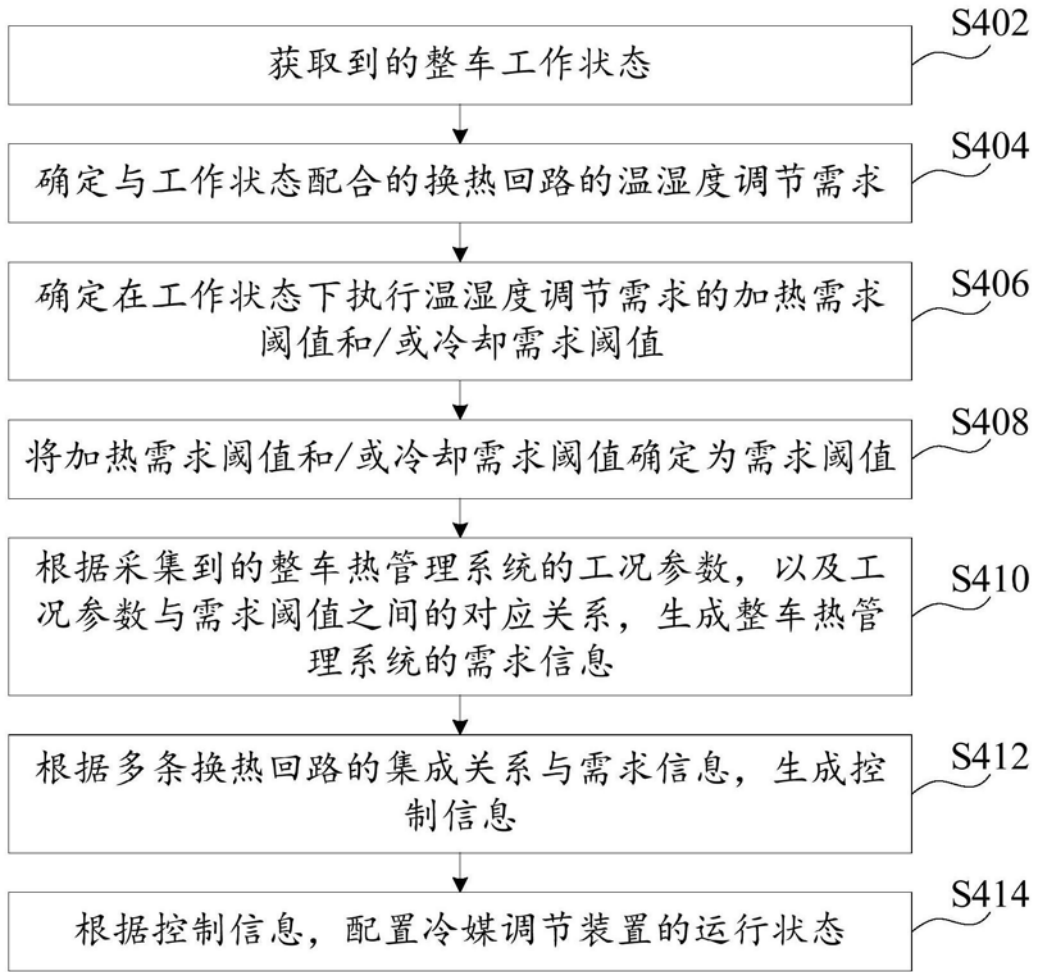 S402
获取到的整车工作状态
S404
确定与工作状态配合的换热回路的温湿度调节需求
S406
确定在工作状态下执行温湿度调节需求的加热需求
阈值和/或冷却需求阈值
S408
将加热需求阈值和/或冷却需求阈值确定为需求阈值
S410
根据采集到的整车热管理系统的工况参数，以及工
况参数与需求阈值之间的对应关系，生成整车热管
理系统的需求信息
S412
根据多条换热回路的集成关系与需求信息，生成控
制信息
S414
根据控制信息，配置冷媒调节装置的运行状态